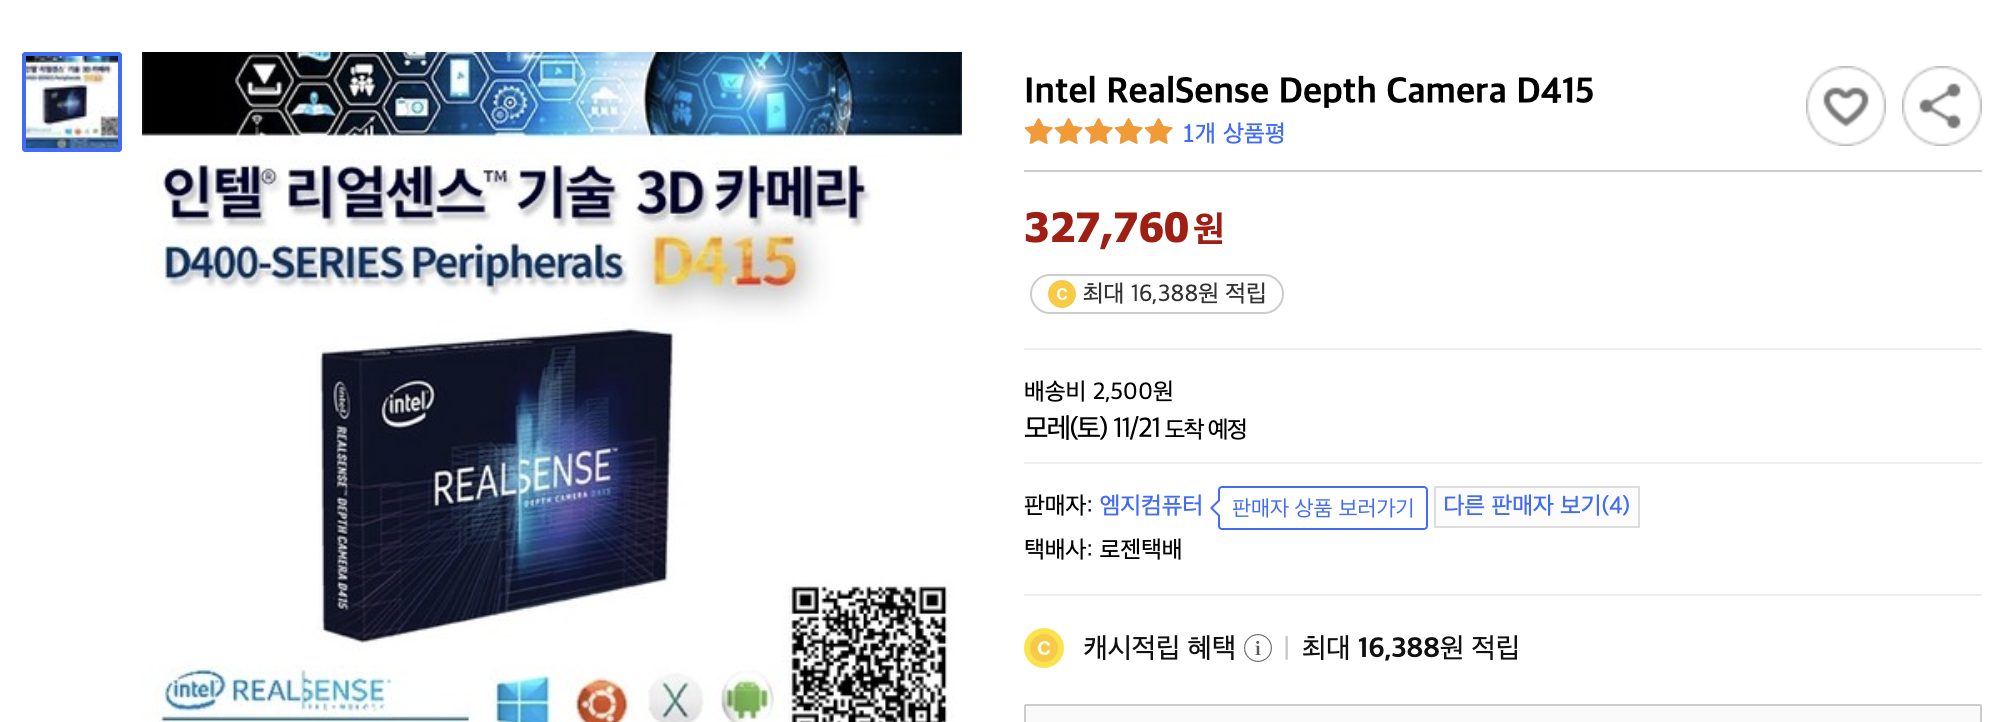 인텔® 리얼센스™ 기술 3D 카메라
D400-SERIES Peripherals D415
intel
REALSENSE™
DEPTH CAMERA D415
intel REALSENSE™ DEPTH CAMERA D415
intel REALSENSE
Intel RealSense Depth Camera D415
1개 상품평
327,760원
C 최대 16,388원 적립
배송비 2,500원
모레(토) 11/21 도착 예정
판매자: 엠지컴퓨터 판매자 상품 보러가기 다른 판매자 보기(4)
택배사: 로젠택배
C 캐시적립 혜택 i | 최대 16,388원 적립